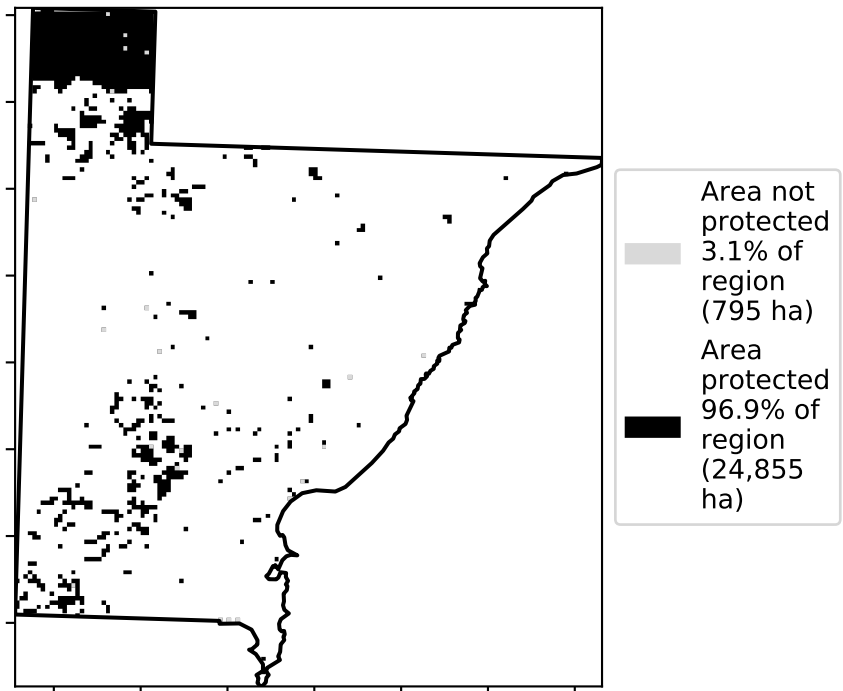 Area not
protected
3.1% of
region
(795 ha)
Area
protected
96.9% of
region
(24,855
ha)